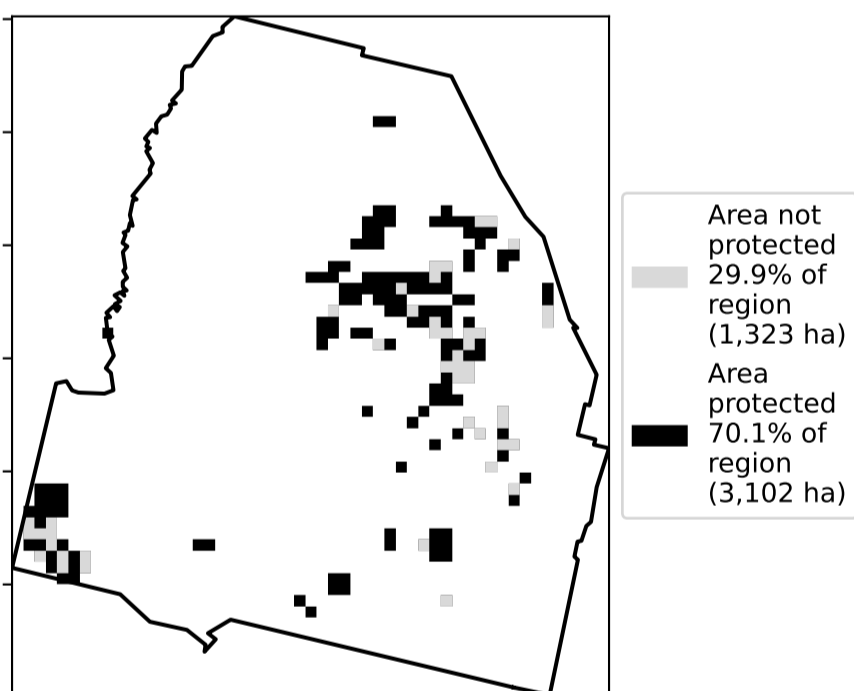 Area not
protected
29.9% of
region
(1,323 ha)
Area
protected
70.1% of
region
(3,102 ha)